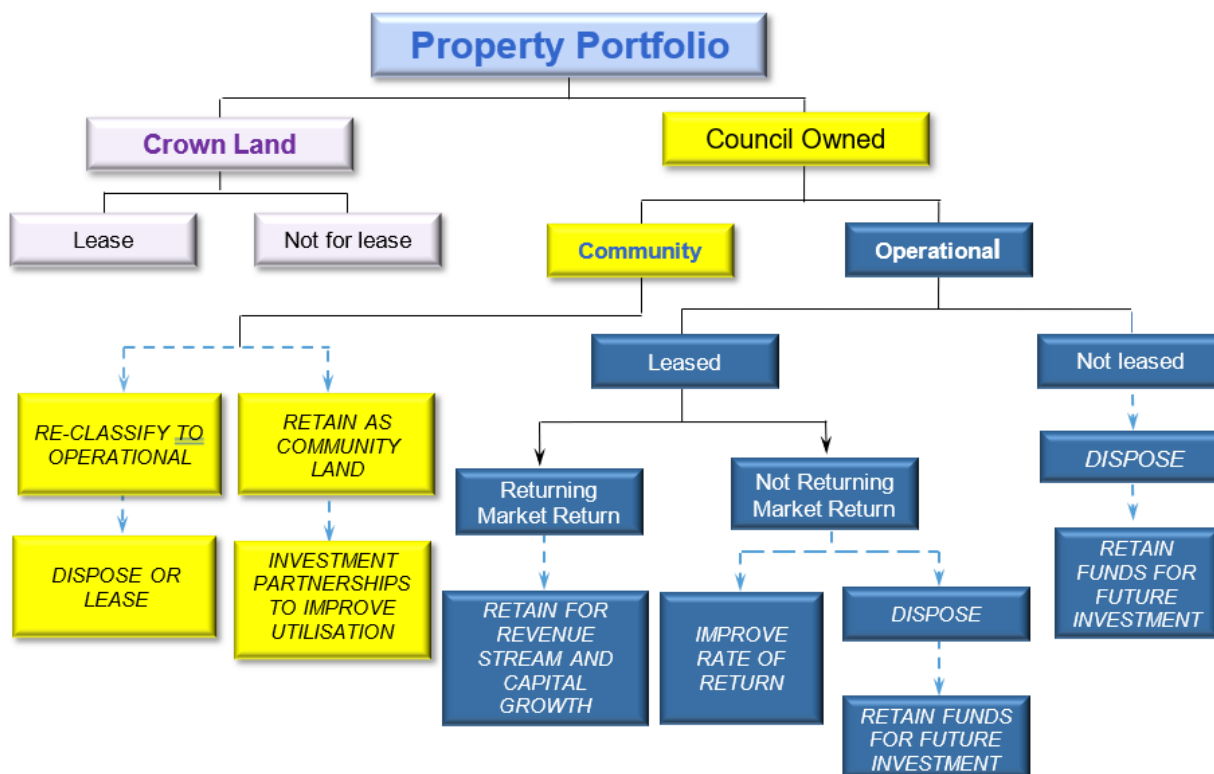 Property Portfolio
Crown Land
Council Owned
Lease
Not for lease
Community
Operational
Leased
Not leased
RE-CLASSIFY TO
OPERATIONAL
RETAIN AS
COMMUNITY
LAND
DISPOSE
Returning
Market Return
Not Returning
Market Return
DISPOSE OR
LEASE
INVESTMENT
PARTNERSHIPS
TO IMPROVE
UTILISATION
RETAIN
FUNDS FOR
FUTURE
INVESTMENT
RETAIN FOR
REVENUE
STREAM AND
CAPITAL
GROWTH
IMPROVE
RATE OF
RETURN
DISPOSE
RETAIN FUNDS
FOR FUTURE
INVESTMENT